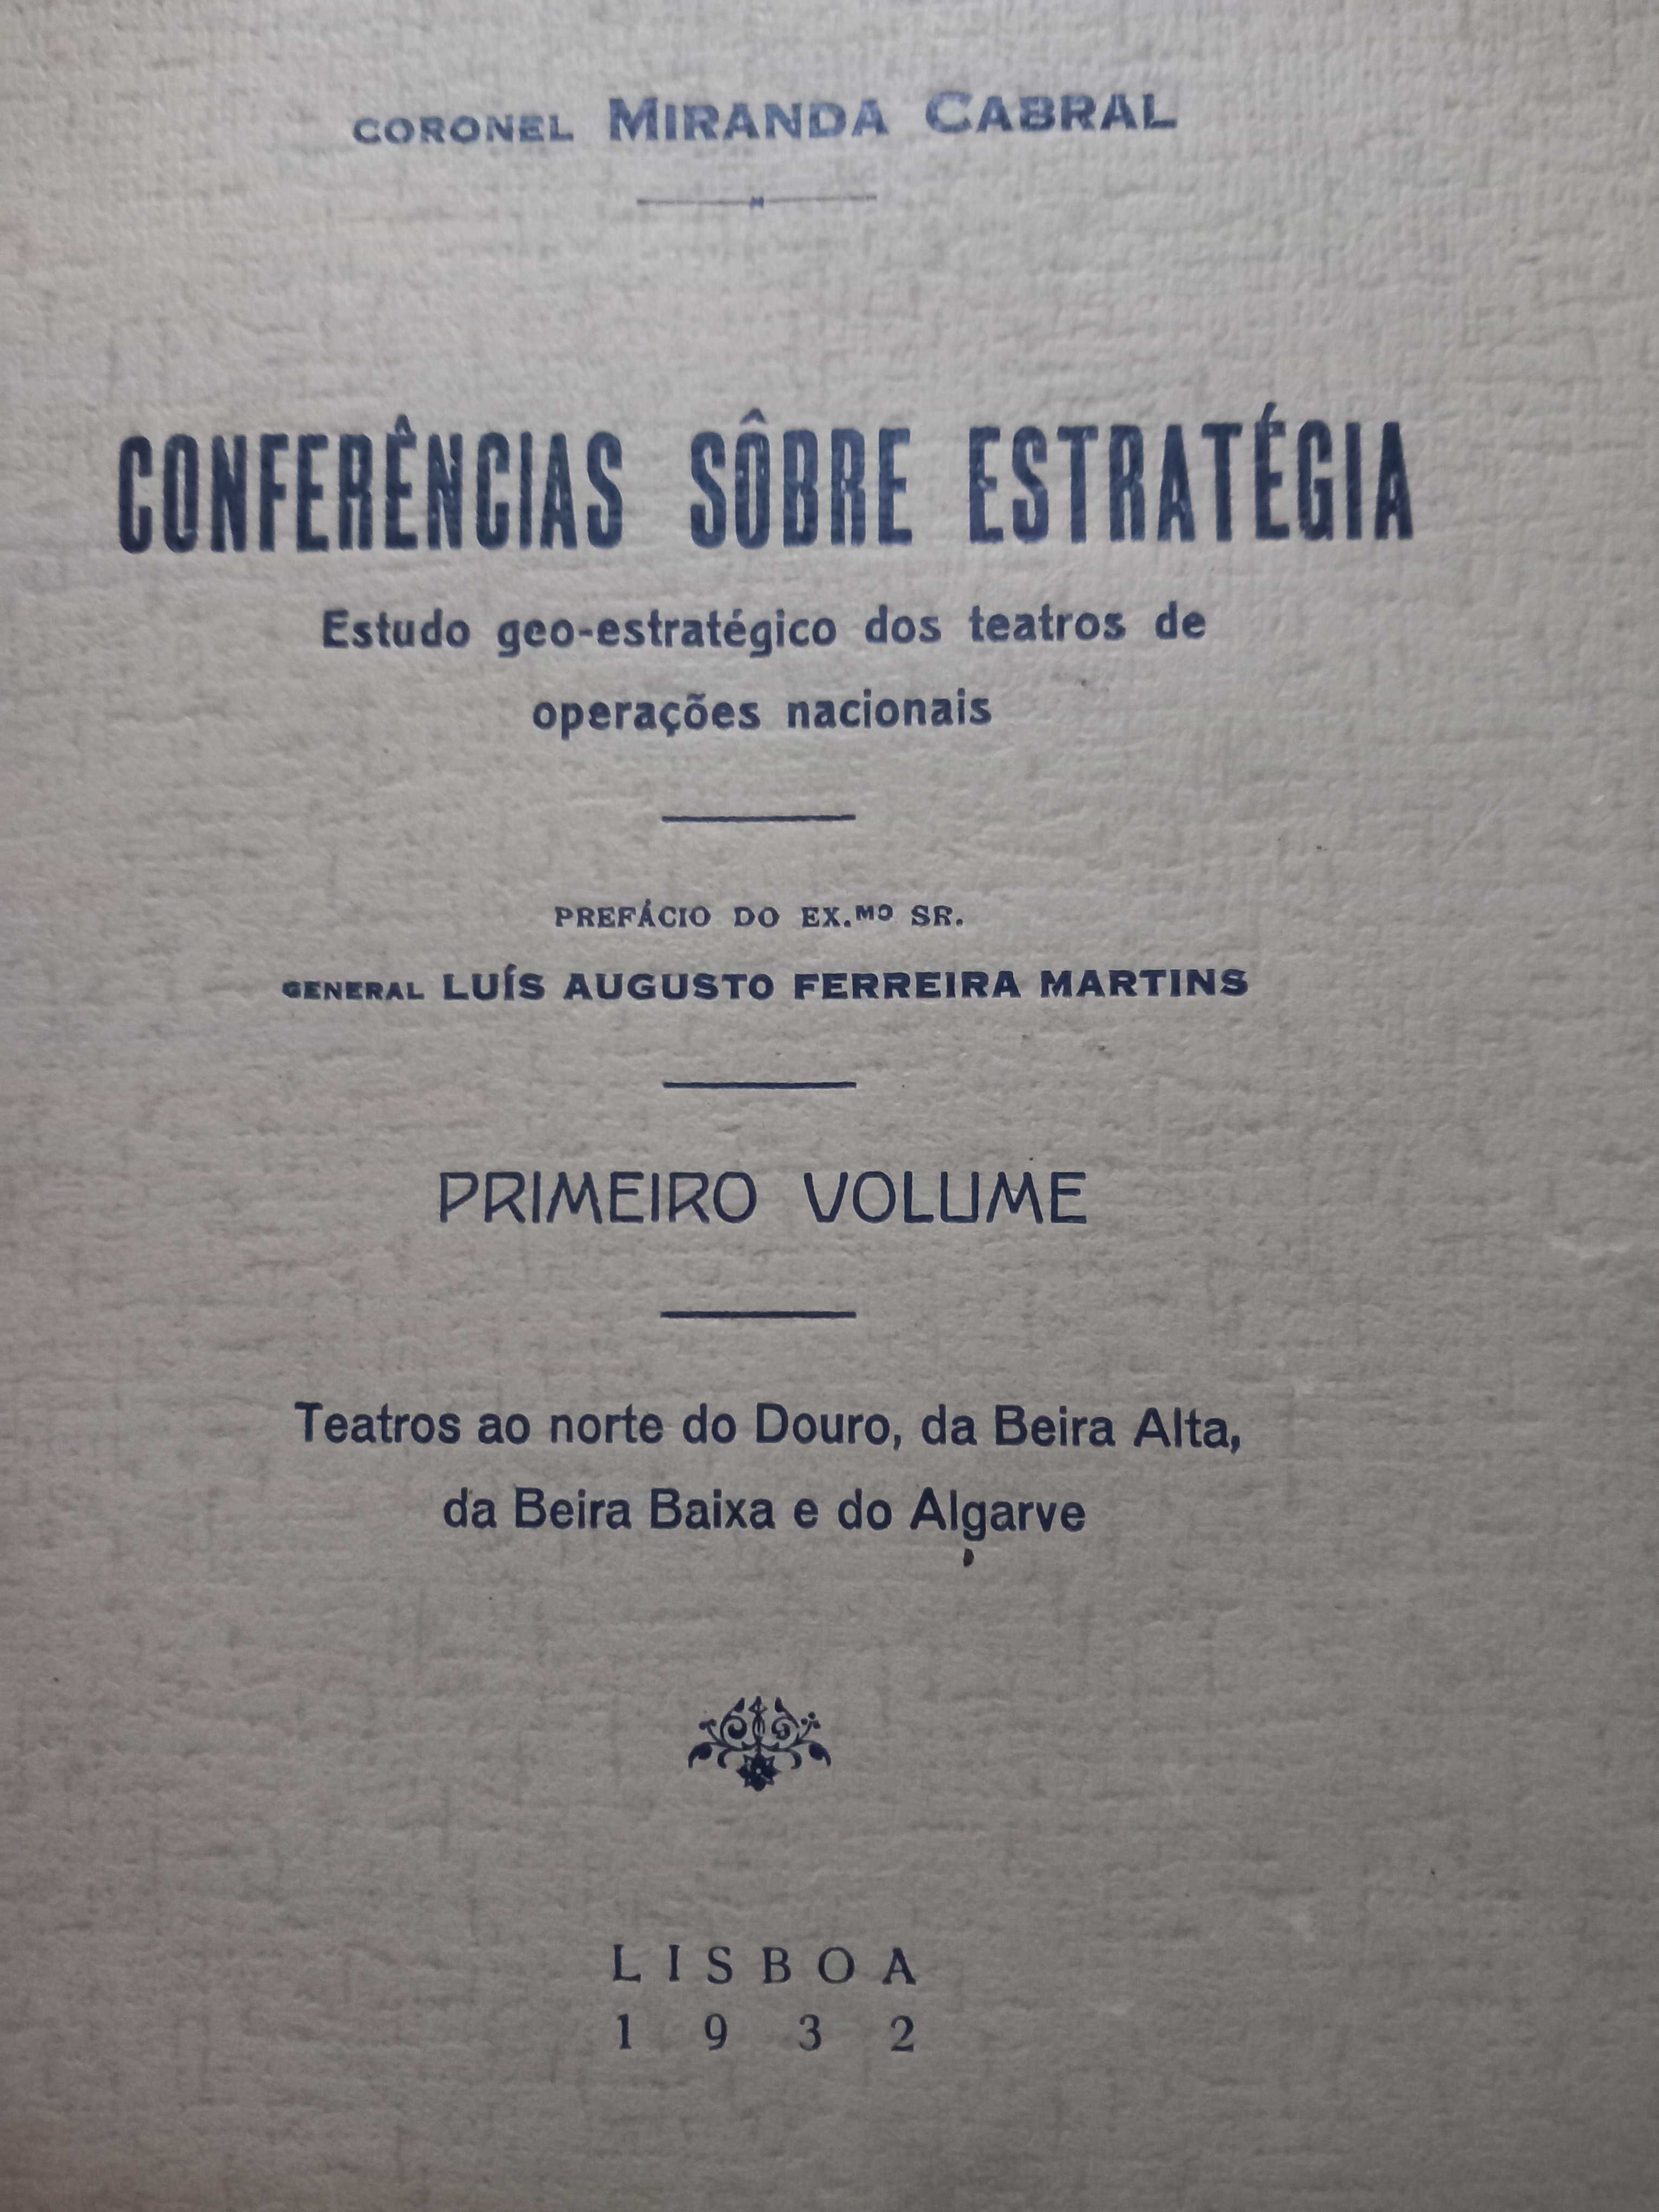 CORONEL MIRANDA CABRAL
CONFERÊNCIAS SÔBRE ESTRATÉGIA
Estudo geo-estratégico dos teatros de
operações nacionais
PREFÁCIO DO EX.MO SR.
GENERAL LUÍS AUGUSTO FERREIRA MARTINS
PRIMEIRO VOLUME
Teatros ao norte do Douro, da Beira Alta,
da Beira Baixa e do Algarve
LISBOA
1932